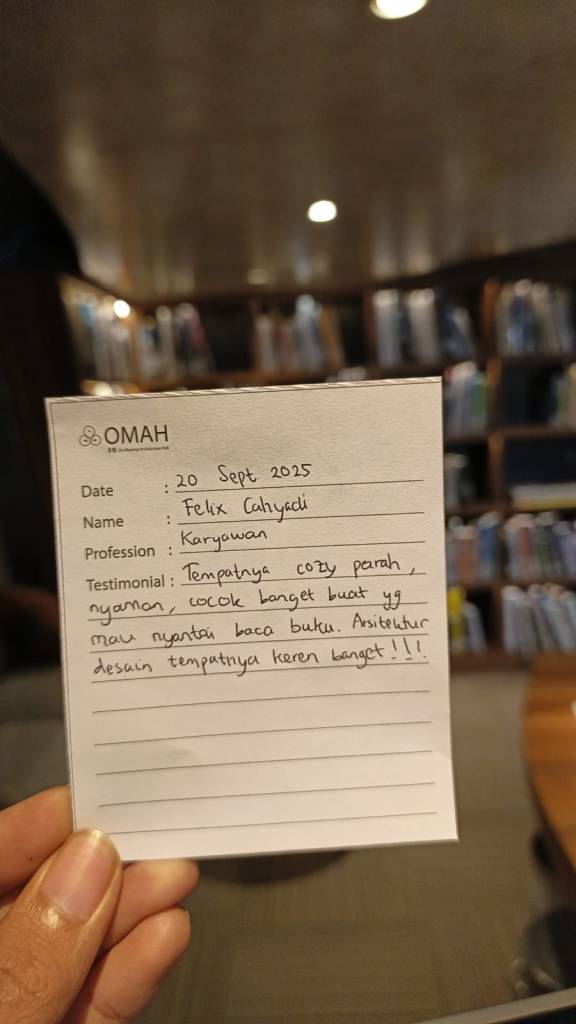 OMAH
Date : 20 Sept 2025
Name : Felix Cahyadi
Profession : Karyawan
Testimonial : Tempatnya cozy parah,
nyaman, cocok banget buat yg
mau nyantai baca buku. Arsitektur
desain tempatnya keren banget!!!